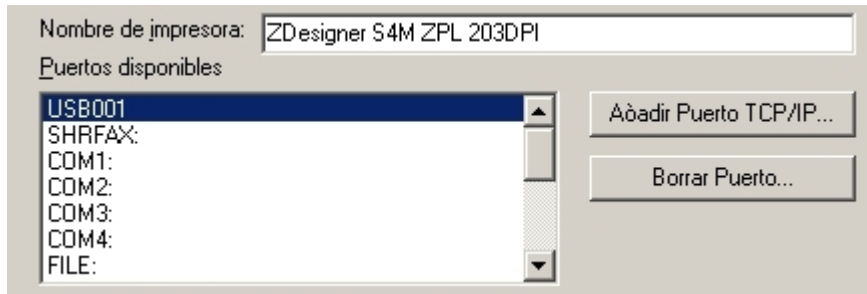 Nombre de impresora: ZDesigner S4M ZPL 203DPI
Puertos disponibles
USB001
SHRFAX:
COM1:
COM2:
COM3:
COM4:
FILE:
Aòadir Puerto TCP/IP...
Borrar Puerto...